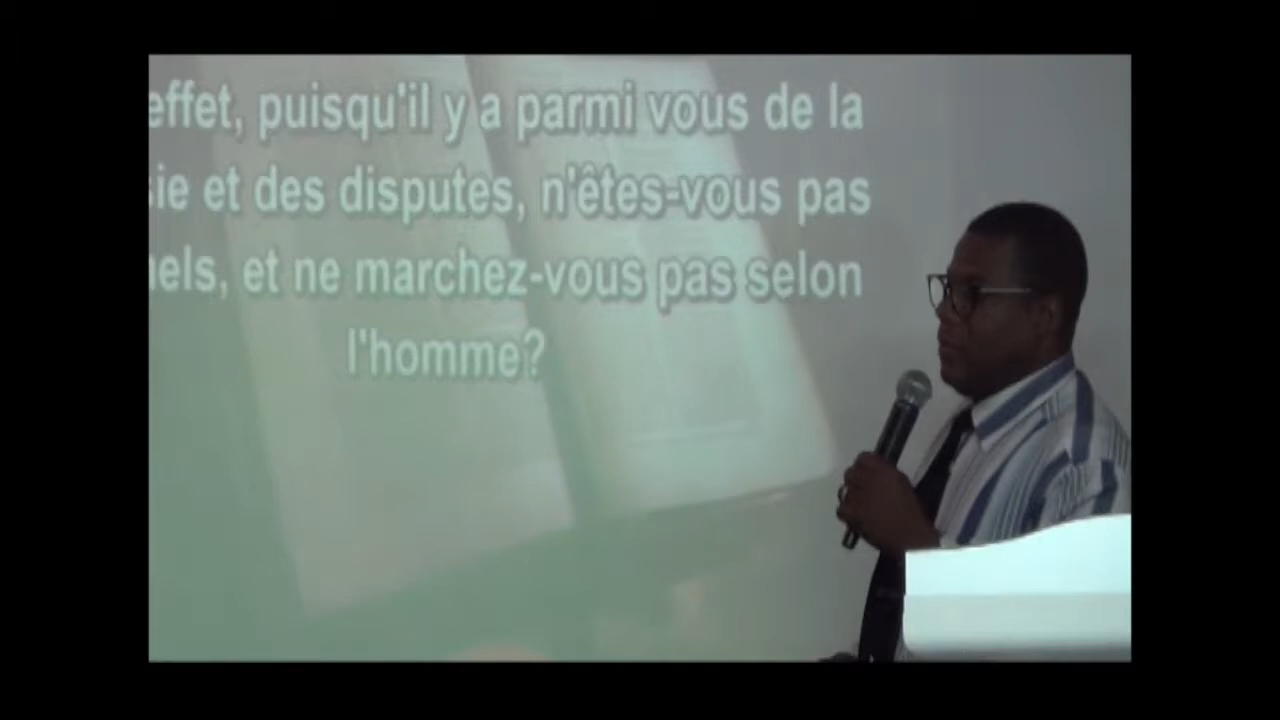 effet, puisqu'il y a parmi vous de la
sie et des disputes, n'êtes-vous pas
nels, et ne marchez-vous pas selon
l'homme?